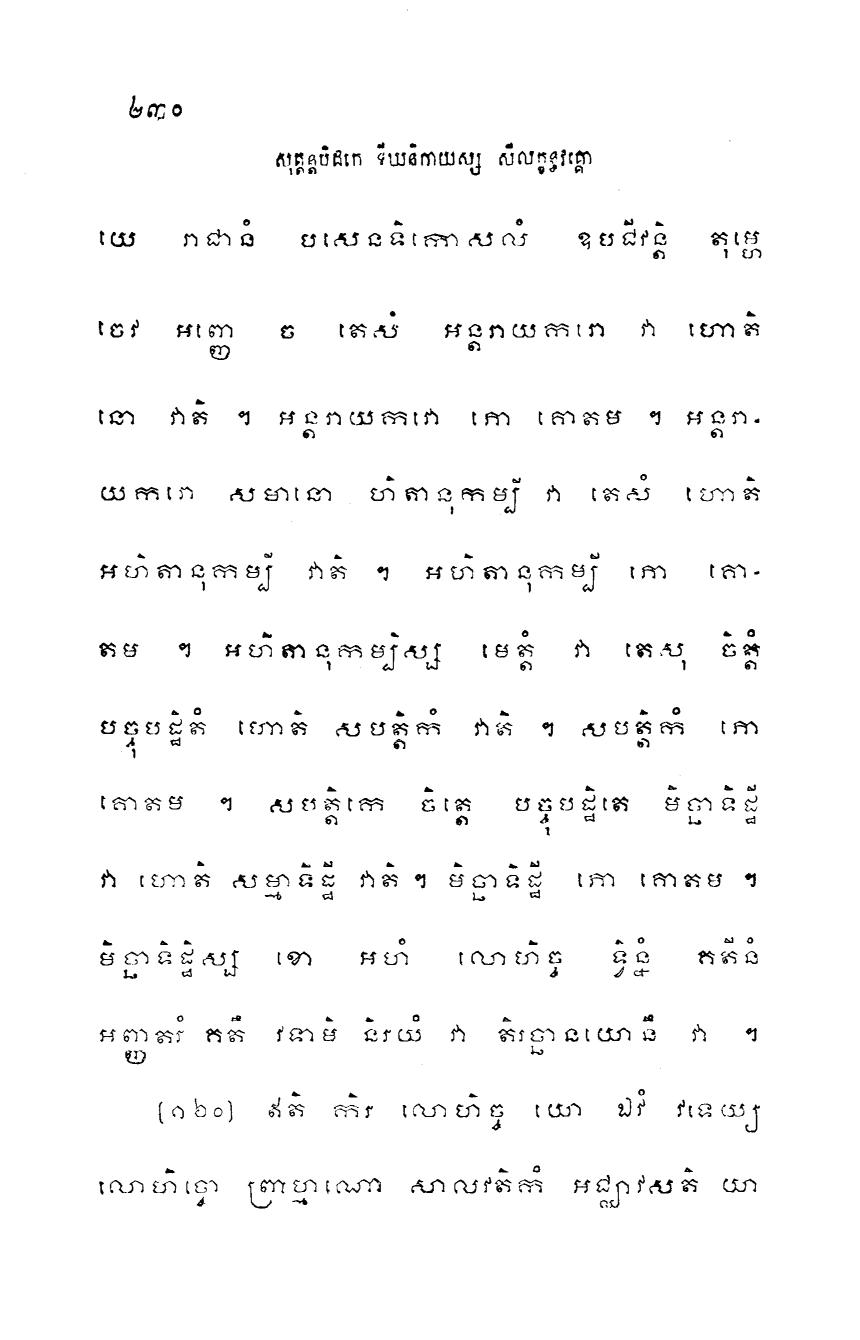 ២៣០
សុត្តន្តបិដកេ ទីឃនិកាយស្ស សីលក្ខន្ធវគ្គោ
យេ រាជានំ បសេនទិកោសលំ ឧបជីវន្តិ តុម្ហេ
ចេវ អញ្ញេ ច តេសំ អន្តរាយករោ វា ហោតិ
នោ វាតិ ។ អន្តរាយករោ ភោ គោតម ។ អន្តរា-
យករោ សមានោ ហិតានុកម្បី វា តេសំ ហោតិ
អហិតានុកម្បី វាតិ ។ អហិតានុកម្បី ភោ គោ-
តម ។ អហិតានុកម្បិស្ស មេត្តំ វា តេសុ ចិត្តំ
បច្ចុបដ្ឋិតំ ហោតិ សបត្តិកំ វាតិ ។ សបត្តិកំ ភោ
គោតម ។ សបត្តិកេ ចិត្តេ បច្ចុបដ្ឋិតេ មិច្ឆាទិដ្ឋី
វា ហោតិ សម្មាទិដ្ឋី វាតិ ។ មិច្ឆាទិដ្ឋី ភោ គោតម ។
មិច្ឆាទិដ្ឋិស្ស ខោ អហំ លោហិច្ច ទ្វិន្នំ គតីនំ
អញ្ញតរំ គតឹ វទាមិ និរយំ វា តិរច្ឆានយោនឹ វា ។
[១៦០] ឥតិ កិរ លោហិច្ច យោ ឯវំ វទេយ្យ
លោហិច្ចោ ព្រាហ្មណោ សាលវតិកំ អជ្ឈាវសតិ យា